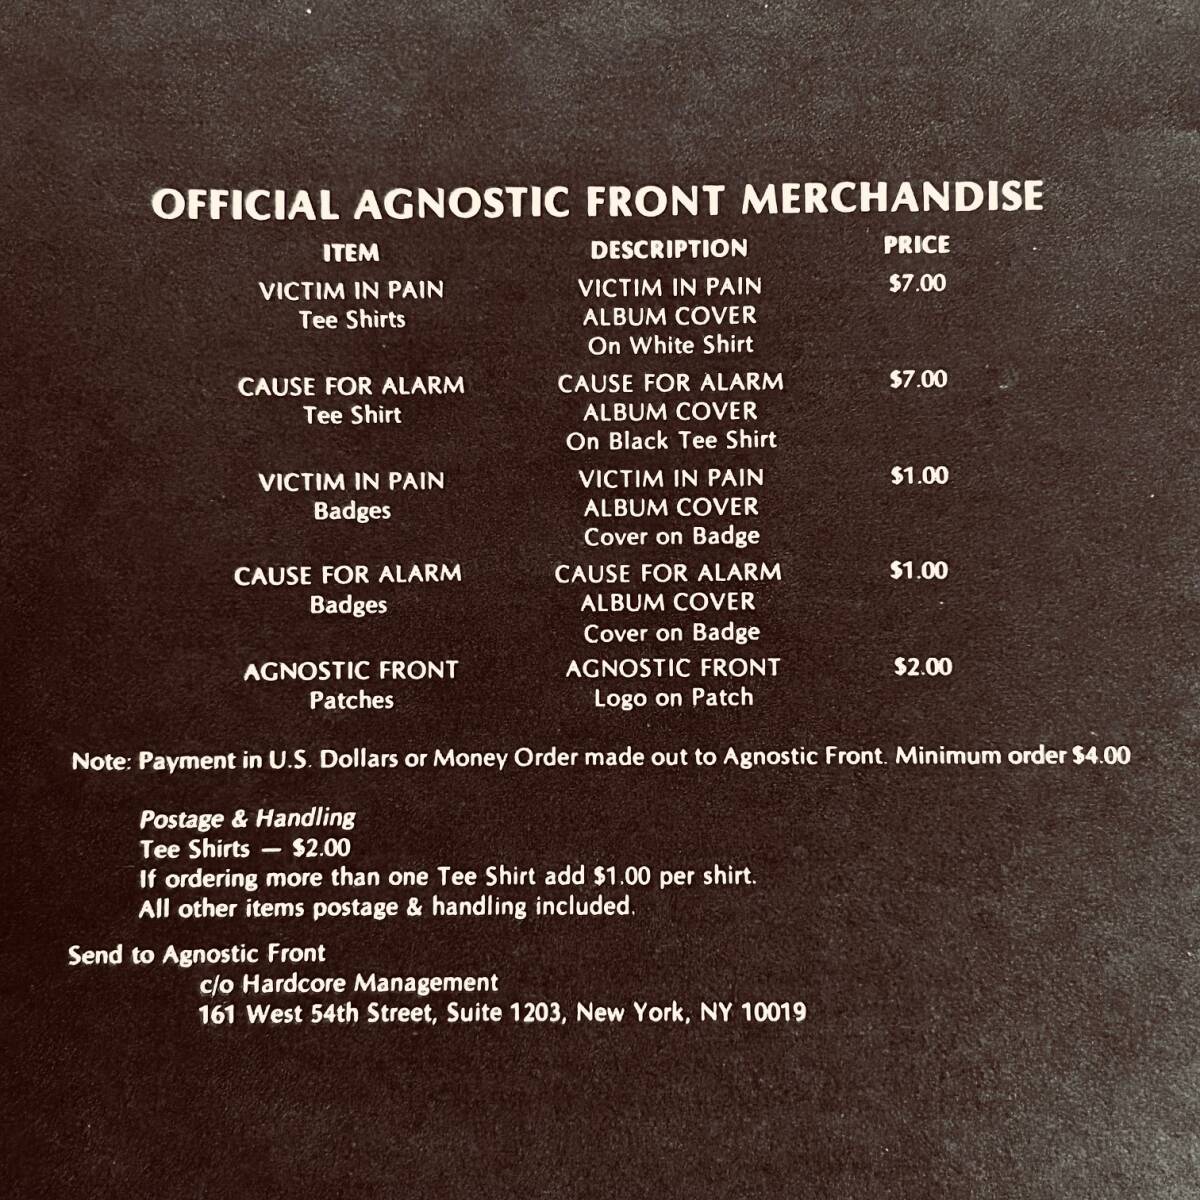 OFFICIAL AGNOSTIC FRONT MERCHANDISE
ITEM DESCRIPTION PRICE
VICTIM IN PAIN VICTIM IN PAIN $7.00
Tee Shirts ALBUM COVER
On White Shirt
CAUSE FOR ALARM CAUSE FOR ALARM $7.00
Tee Shirt ALBUM COVER
On Black Tee Shirt
VICTIM IN PAIN VICTIM IN PAIN $1.00
Badges ALBUM COVER
Cover on Badge
CAUSE FOR ALARM CAUSE FOR ALARM $1.00
Badges ALBUM COVER
Cover on Badge
AGNOSTIC FRONT AGNOSTIC FRONT $2.00
Patches Logo on Patch
Note: Payment in U.S. Dollars or Money Order made out to Agnostic Front. Minimum order $4.00
Postage & Handling
Tee Shirts — $2.00
If ordering more than one Tee Shirt add $1.00 per shirt.
All other items postage & handling included.
Send to Agnostic Front
c/o Hardcore Management
161 West 54th Street, Suite 1203, New York, NY 10019